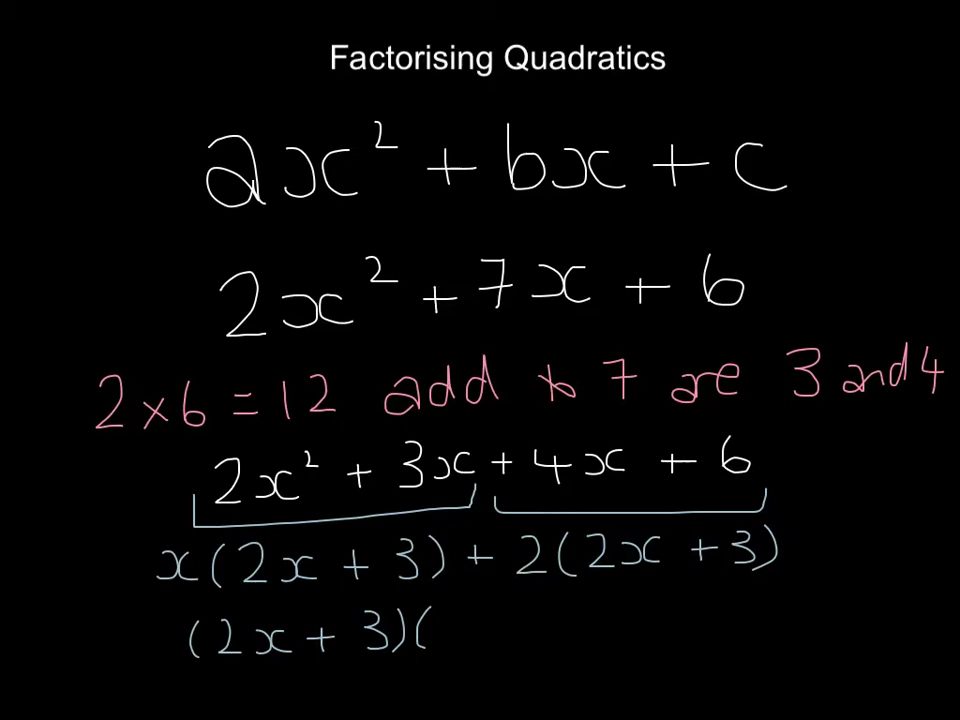 Factorising Quadratics
ax² + bx + c
2x² + 7x + 6
2 × 6 = 12 add to 7 are 3 and 4
2x² + 3x + 4x + 6
x(2x + 3) + 2(2x + 3)
(2x + 3)(